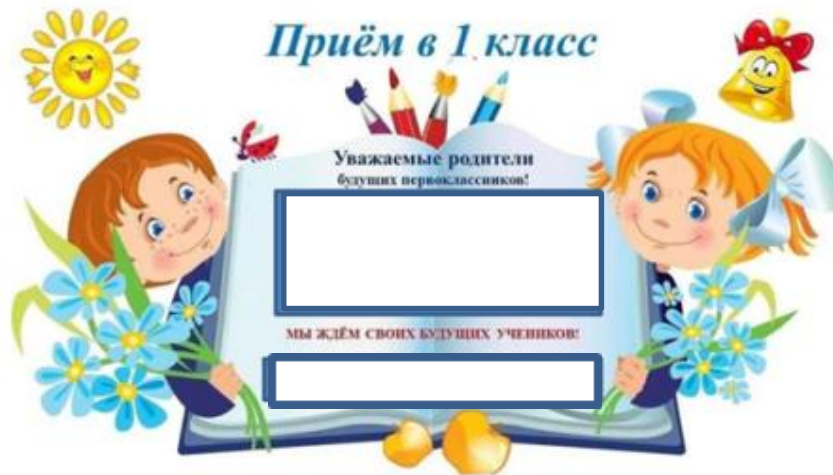 Приём в 1 класс
Уважаемые родители
будущих первоклассников!
МЫ ЖДЁМ СВОИХ БУДУЩИХ УЧЕНИКОВ!